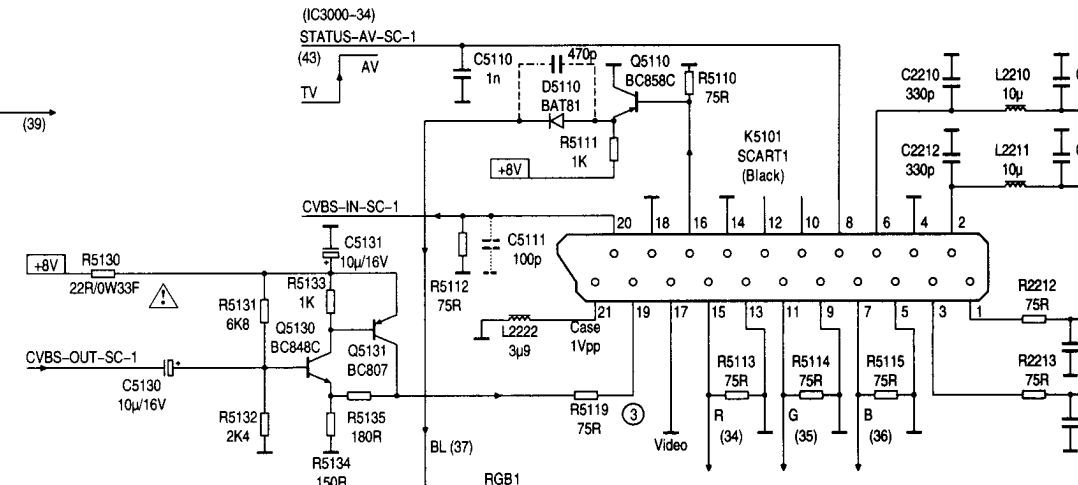 (IC3000-34)
STATUS-AV-SC-1
(43)
AV
TV
C5110
1n
470p
D5110
BAT81
Q5110
BC858C
R5110
75R
R5111
1K
+8V
K5101
SCART1
(Black)
C2210
330p
L2210
10µ
C2212
330p
L2211
10µ
(39)
CVBS-IN-SC-1
20
18
16
14
12
10
8
6
4
2
C5111
100p
R5112
75R
+8V
R5130
22R/0W33F
C5131
10µ/16V
R5133
1K
R5131
6K8
Q5130
BC848C
Q5131
BC807
CVBS-OUT-SC-1
C5130
10µ/16V
R5132
2K4
R5135
180R
R5134
150R
L2222
3µ9
21
Case
1Vpp
19
17
15
13
11
9
7
5
3
1
R2212
75R
R2213
75R
R5113
75R
R5114
75R
R5115
75R
R5119
75R
3
Video
R
(34)
G
(35)
B
(36)
BL (37)
RGB1